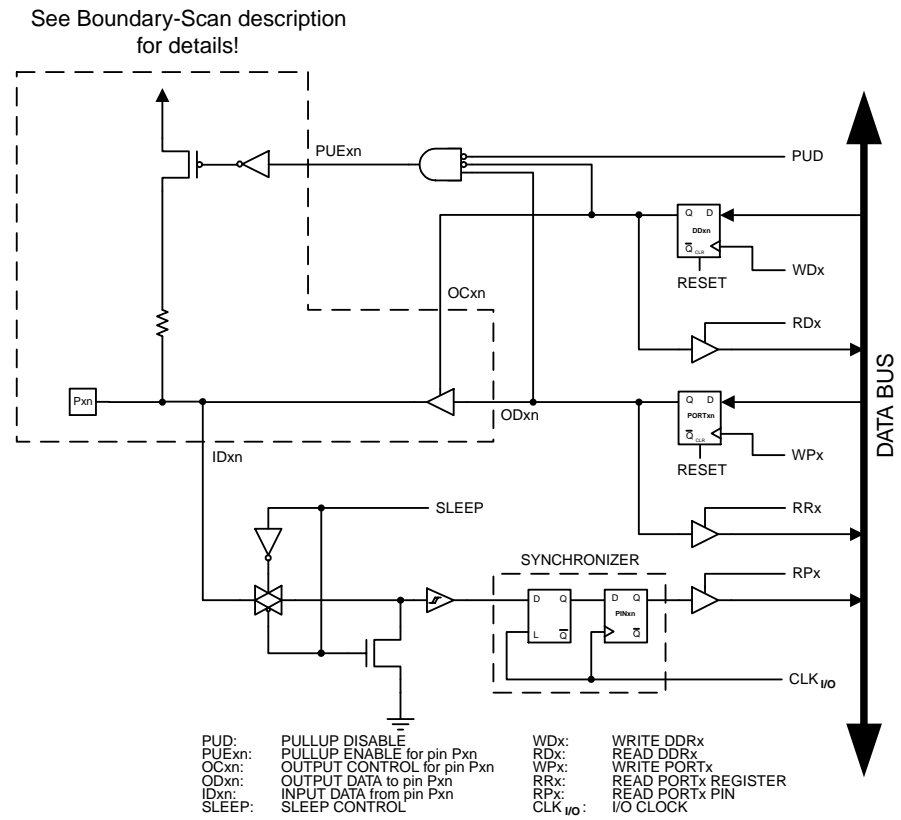 See Boundary-Scan description
for details!
PUExn
PUD
Q D
DDxn
Q CLR
WDx
RESET
OCxn
RDx
Pxn
ODxn
Q D
PORTxn
Q CLR
WPx
RESET
IDxn
SLEEP
RRx
SYNCHRONIZER
RPx
D Q
L Q
D Q
PINxn
Q
CLK I/O
DATA BUS
PUD: PULLUP DISABLE
PUExn: PULLUP ENABLE for pin Pxn
OCxn: OUTPUT CONTROL for pin Pxn
ODxn: OUTPUT DATA to pin Pxn
IDxn: INPUT DATA from pin Pxn
SLEEP: SLEEP CONTROL
WDx: WRITE DDRx
RDx: READ DDRx
WPx: WRITE PORTx
RRx: READ PORTx REGISTER
RPx: READ PORTx PIN
CLK I/O: I/O CLOCK